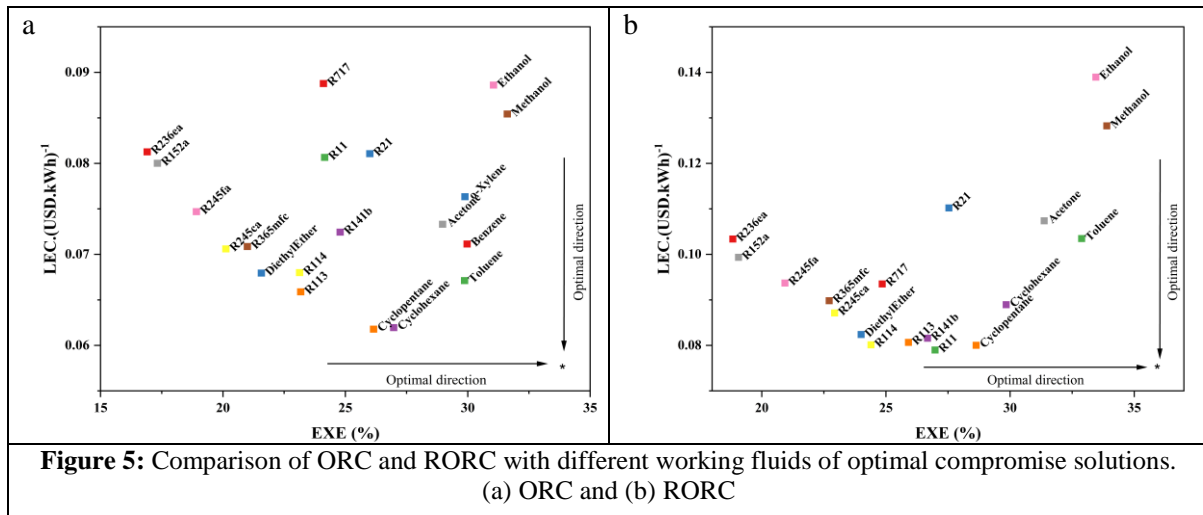 a
LEC.(USD.kWh)-1
0.09
0.08
0.07
0.06
15
20
25
30
35
EXE (%)
R717
Ethanol
Methanol
R236ea
R152a
R11
R21
R245fa
o-Xylene
Acetone
R141b
Benzene
R245ca
R365mfc
DiethylEther
R114
R113
Toluene
Cyclopentane
Cyclohexane
Optimal direction
Optimal direction
*
b
LEC.(USD.kWh)-1
0.14
0.12
0.10
0.08
20
25
30
35
EXE (%)
Ethanol
Methanol
R21
Acetone
Toluene
R236ea
R152a
R245fa
R717
R365mfc
R245ca
Cyclohexane
DiethylEther
R114
R113
R141b
R11
Cyclopentane
Optimal direction
Optimal direction
*
Figure 5: Comparison of ORC and RORC with different working fluids of optimal compromise solutions.
(a) ORC and (b) RORC